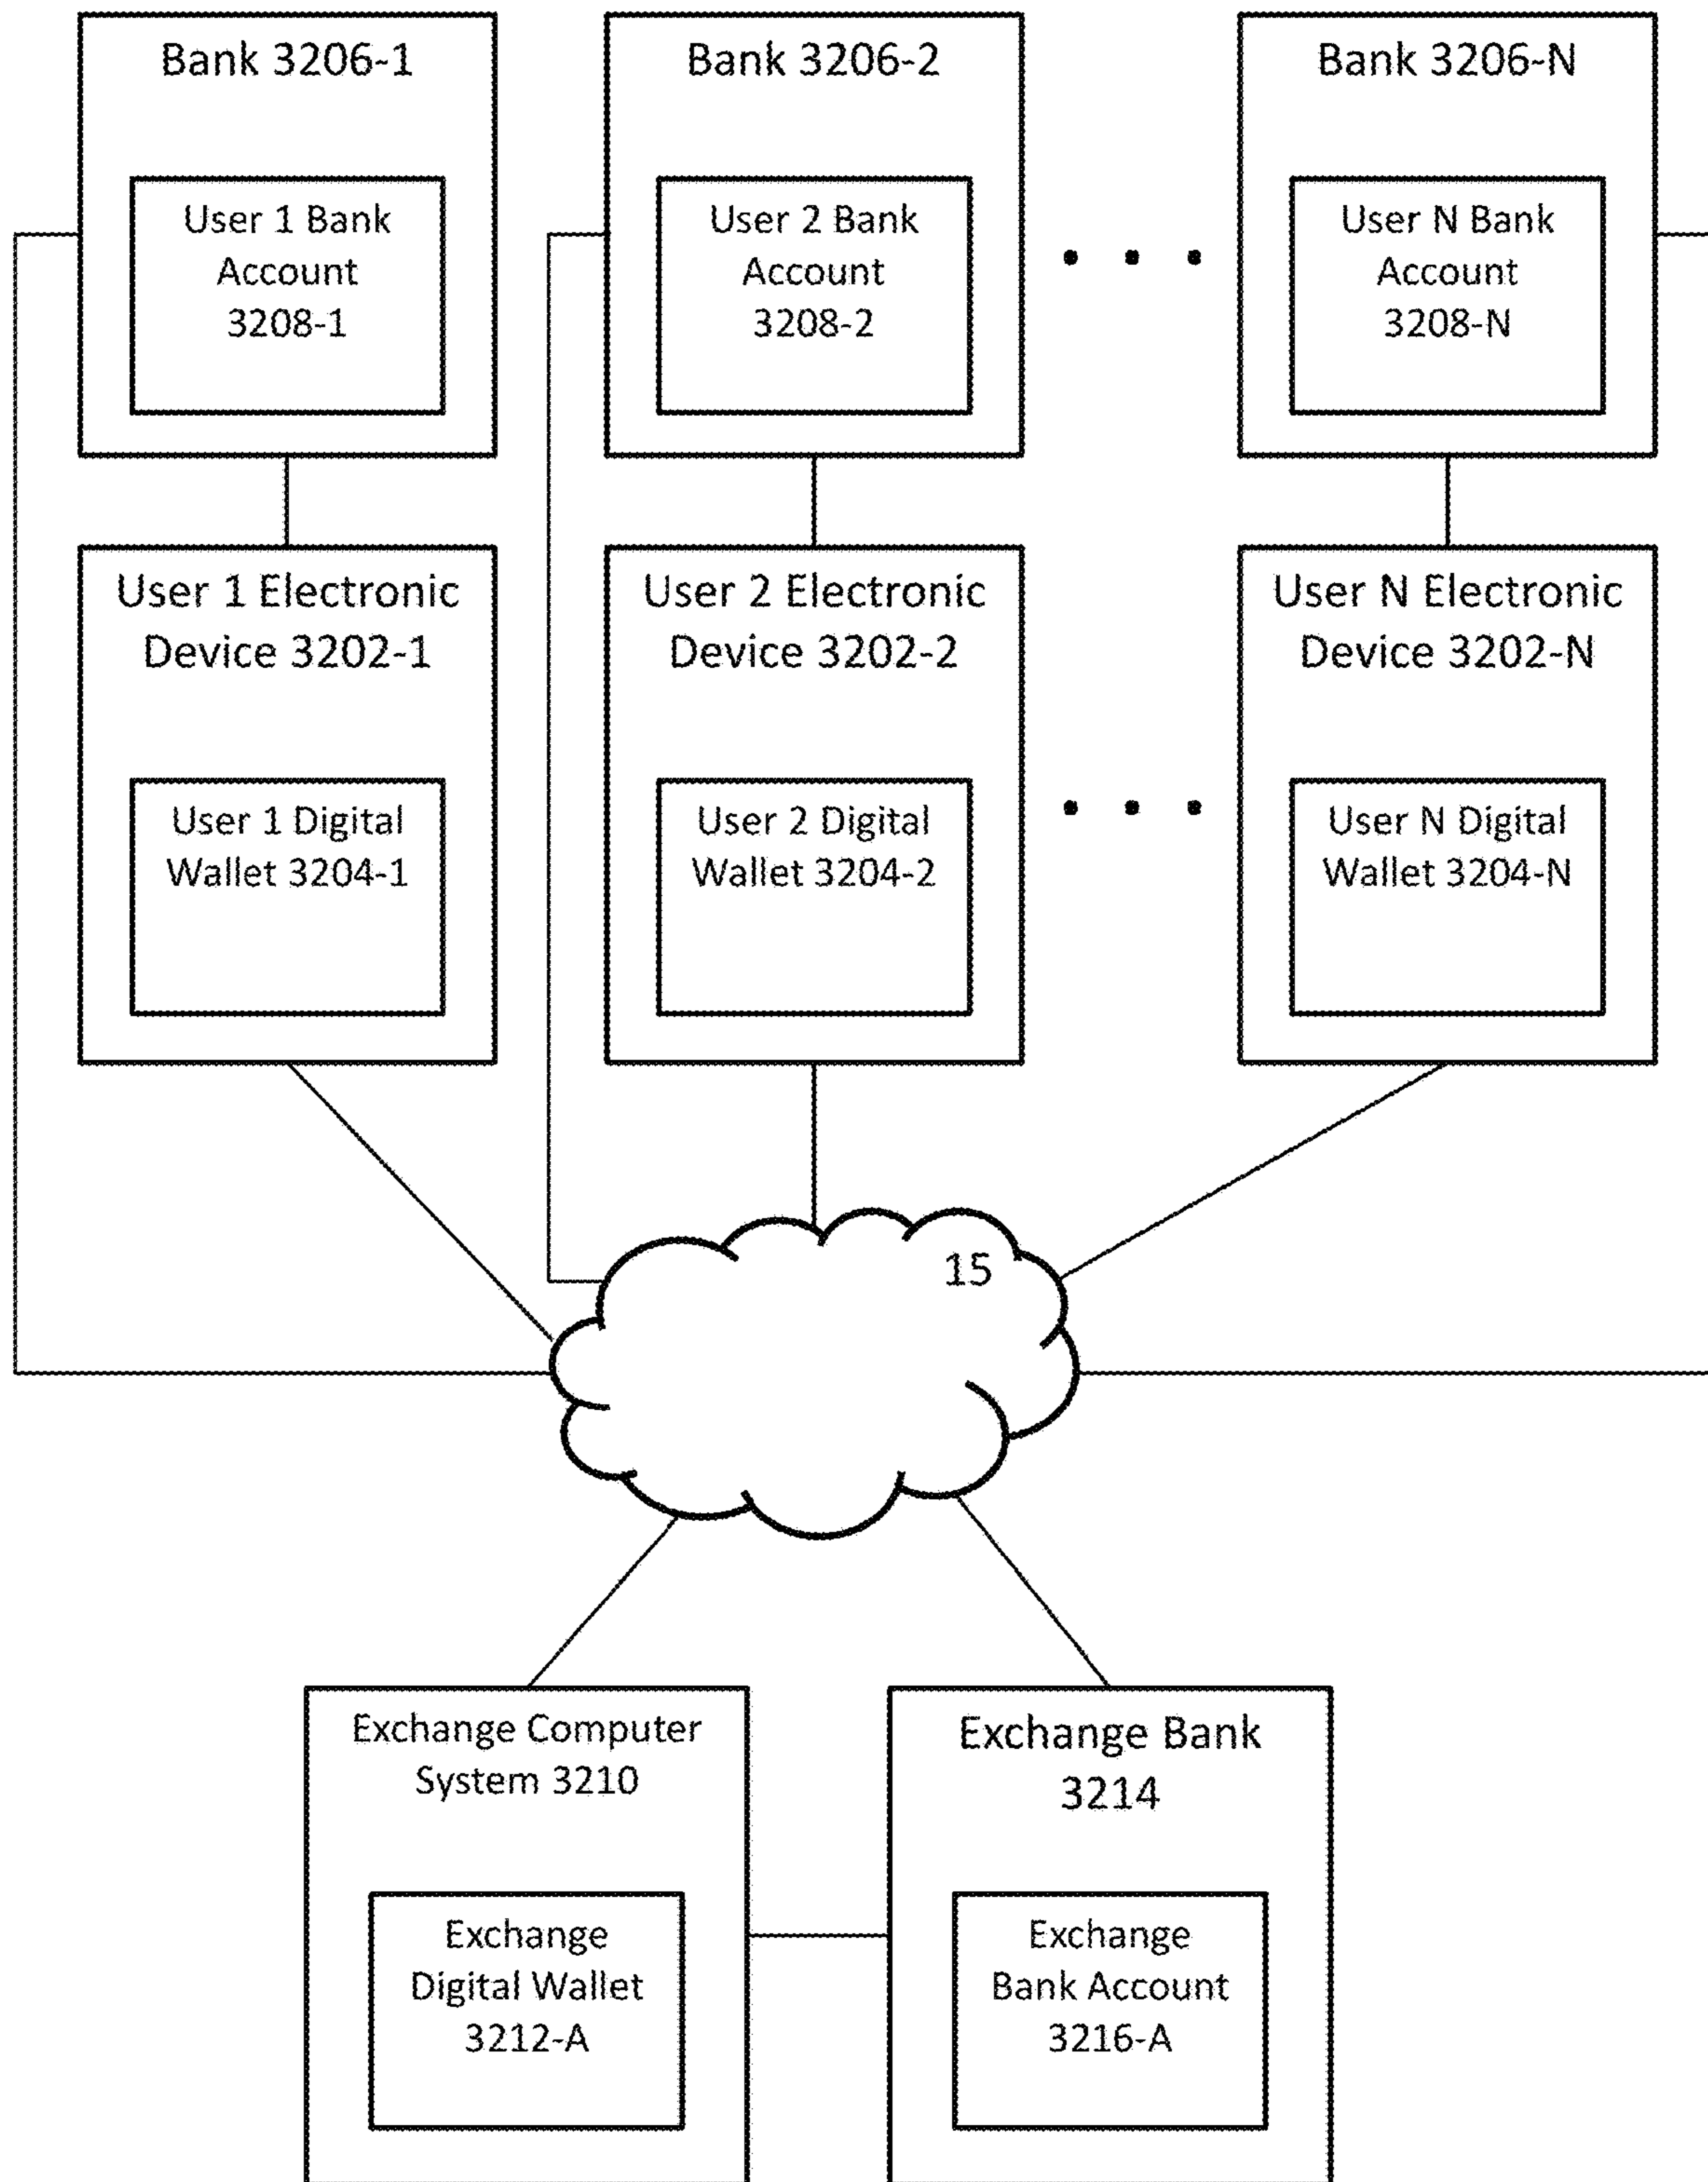 Bank 3206-1
User 1 Bank
Account
3208-1
Bank 3206-2
User 2 Bank
Account
3208-2
Bank 3206-N
User N Bank
Account
3208-N
User 1 Electronic
Device 3202-1
User 1 Digital
Wallet 3204-1
User 2 Electronic
Device 3202-2
User 2 Digital
Wallet 3204-2
User N Electronic
Device 3202-N
User N Digital
Wallet 3204-N
15
Exchange Computer
System 3210
Exchange
Digital Wallet
3212-A
Exchange Bank
3214
Exchange
Bank Account
3216-A